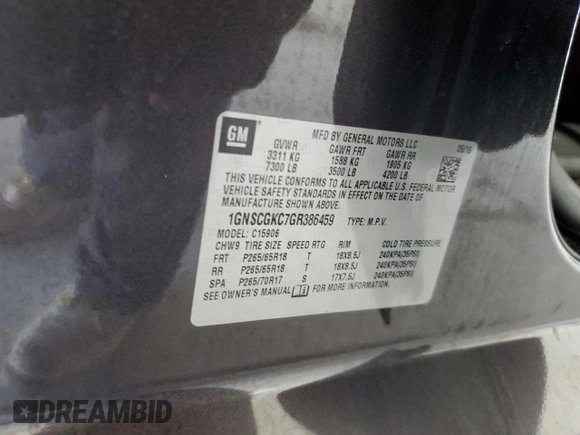 GM
MFD BY GENERAL MOTORS LLC
GVWR GAWR FRT GAWR RR
3311 KG 1588 KG 1905 KG
7300 LB 3500 LB 4200 LB
THIS VEHICLE CONFORMS TO ALL APPLICABLE U.S. FEDERAL MOTOR
VEHICLE SAFETY STANDARDS IN EFFECT ON THE DATE OF
MANUFACTURE SHOWN ABOVE.
1GNSCGKC7GR386459 TYPE: M.P.V.
MODEL: C15906
CHW9 TIRE SIZE SPEED RTG RIM COLD TIRE PRESSURE
FRT P265/65R18 T 18X8.5J 240KPA(35PSI)
RR P265/65R18 T 18X8.5J 240KPA(35PSI)
SPA P265/70R17 S 17X7.5J 240KPA(35PSI)
SEE OWNER'S MANUAL
DREAMBID